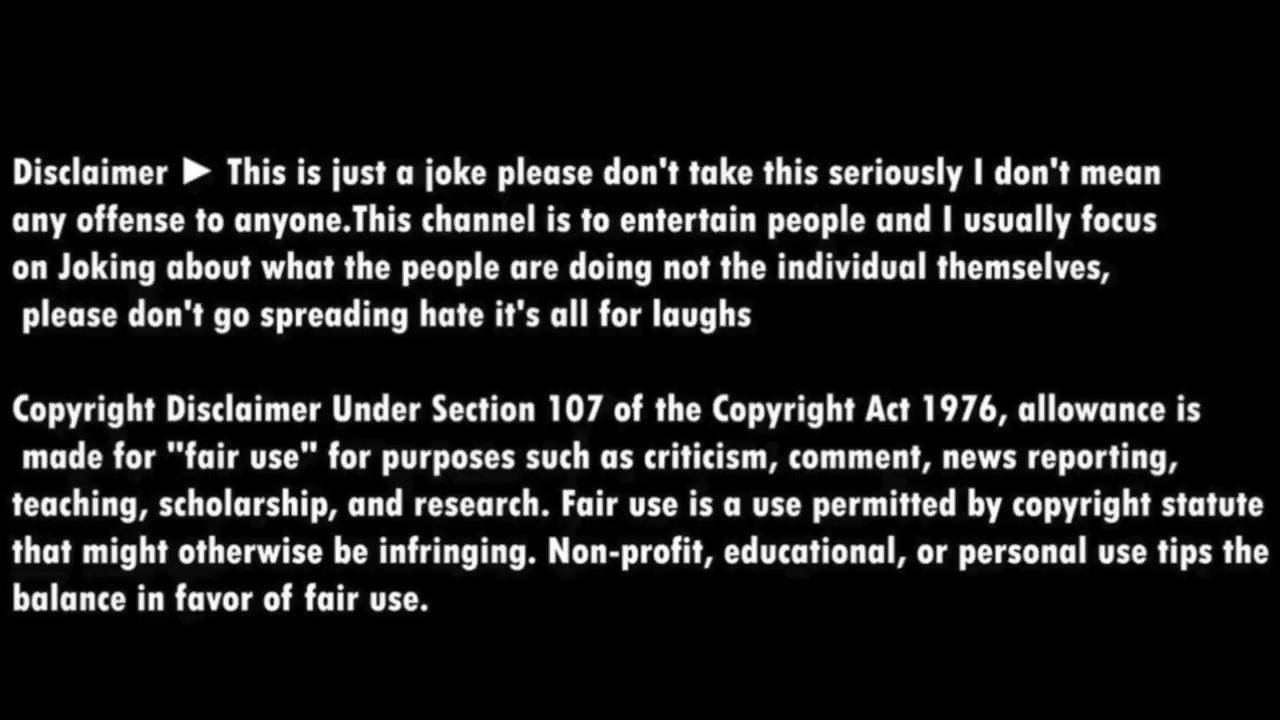 Disclaimer ► This is just a joke please don't take this seriously I don't mean
any offense to anyone.This channel is to entertain people and I usually focus
on Joking about what the people are doing not the individual themselves,
please don't go spreading hate it's all for laughs
Copyright Disclaimer Under Section 107 of the Copyright Act 1976, allowance is
made for "fair use" for purposes such as criticism, comment, news reporting,
teaching, scholarship, and research. Fair use is a use permitted by copyright statute
that might otherwise be infringing. Non-profit, educational, or personal use tips the
balance in favor of fair use.